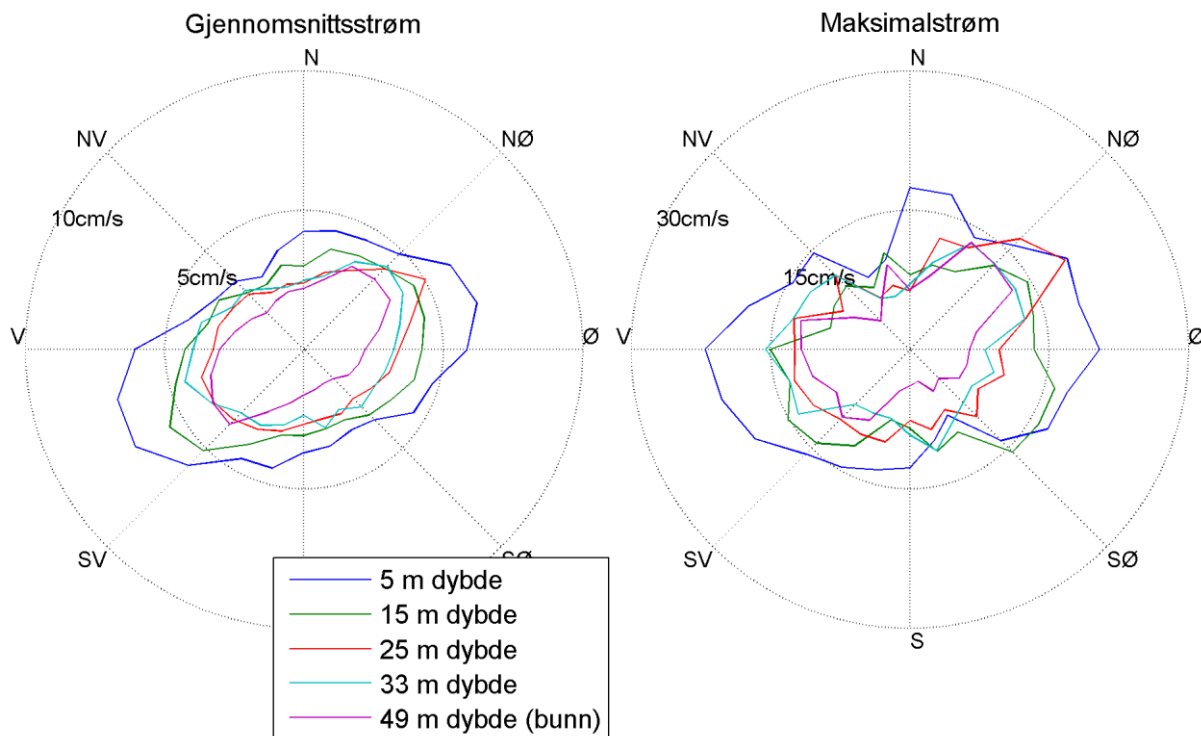 Gjennomsnittsstrøm
N
NV
NØ
10cm/s
5cm/s
V
Ø
SV
SØ
Maksimalstrøm
N
NV
NØ
30cm/s
15cm/s
V
Ø
SV
SØ
S
5 m dybde
15 m dybde
25 m dybde
33 m dybde
49 m dybde (bunn)